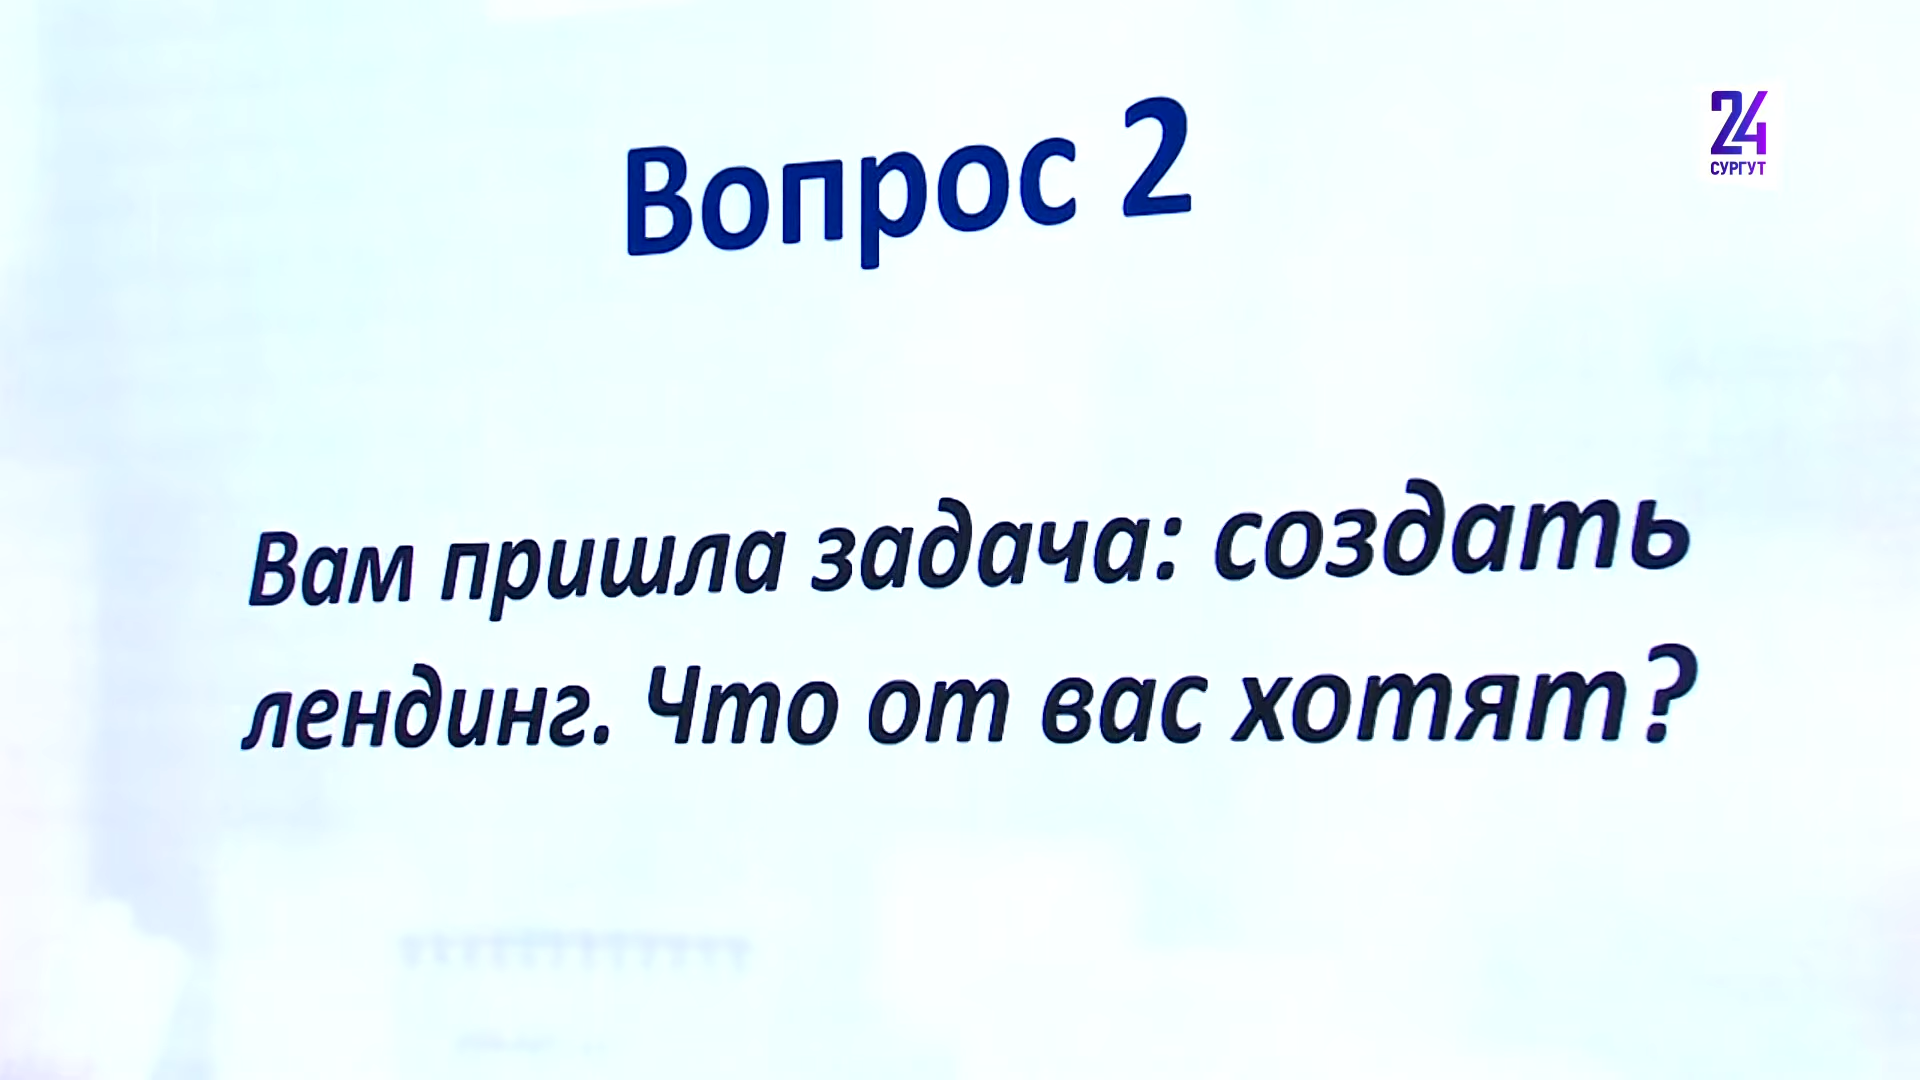 Вопрос 2
24
СУРГУТ
Вам пришла задача: создать
лендинг. Что от вас хотят?